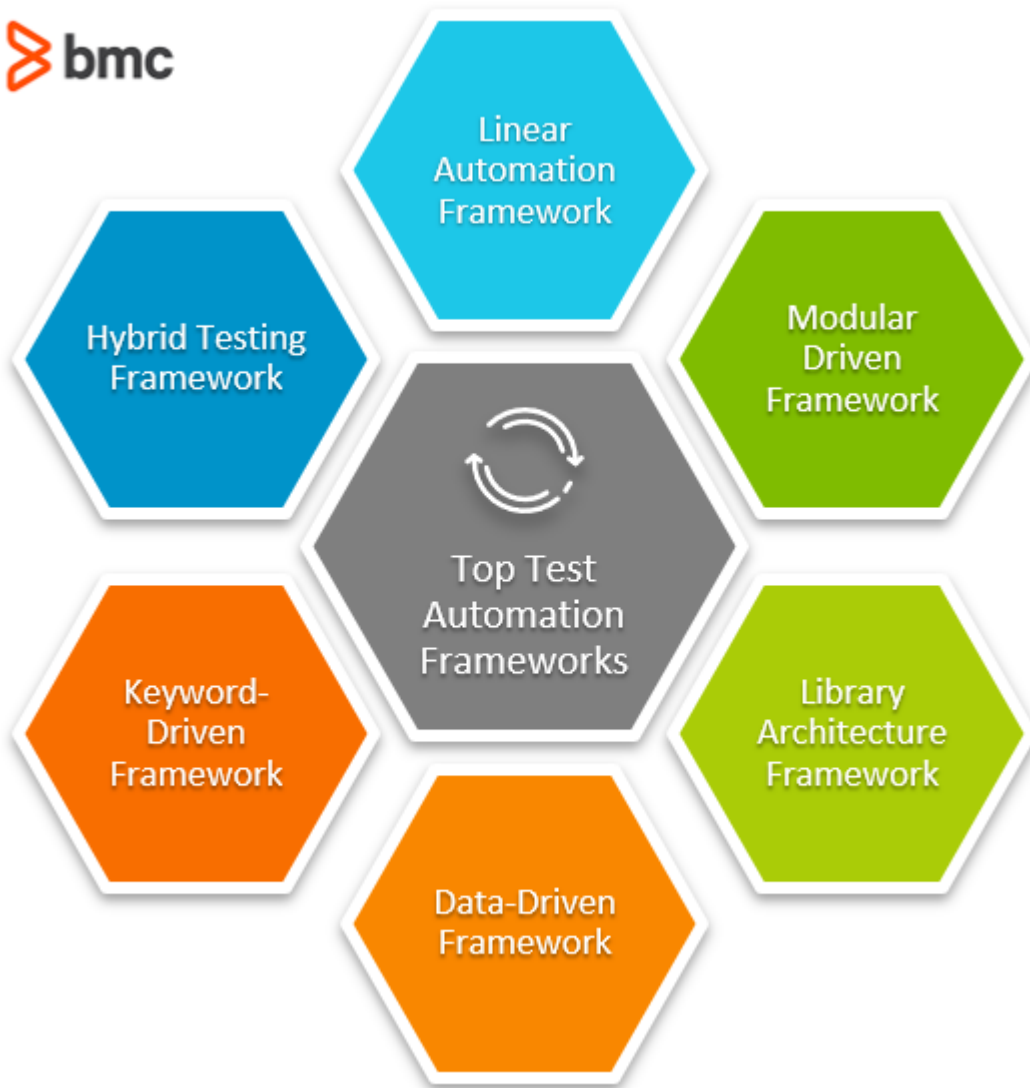 bmc
Linear
Automation
Framework
Modular
Driven
Framework
Library
Architecture
Framework
Data-Driven
Framework
Keyword-
Driven
Framework
Hybrid Testing
Framework
Top Test
Automation
Frameworks